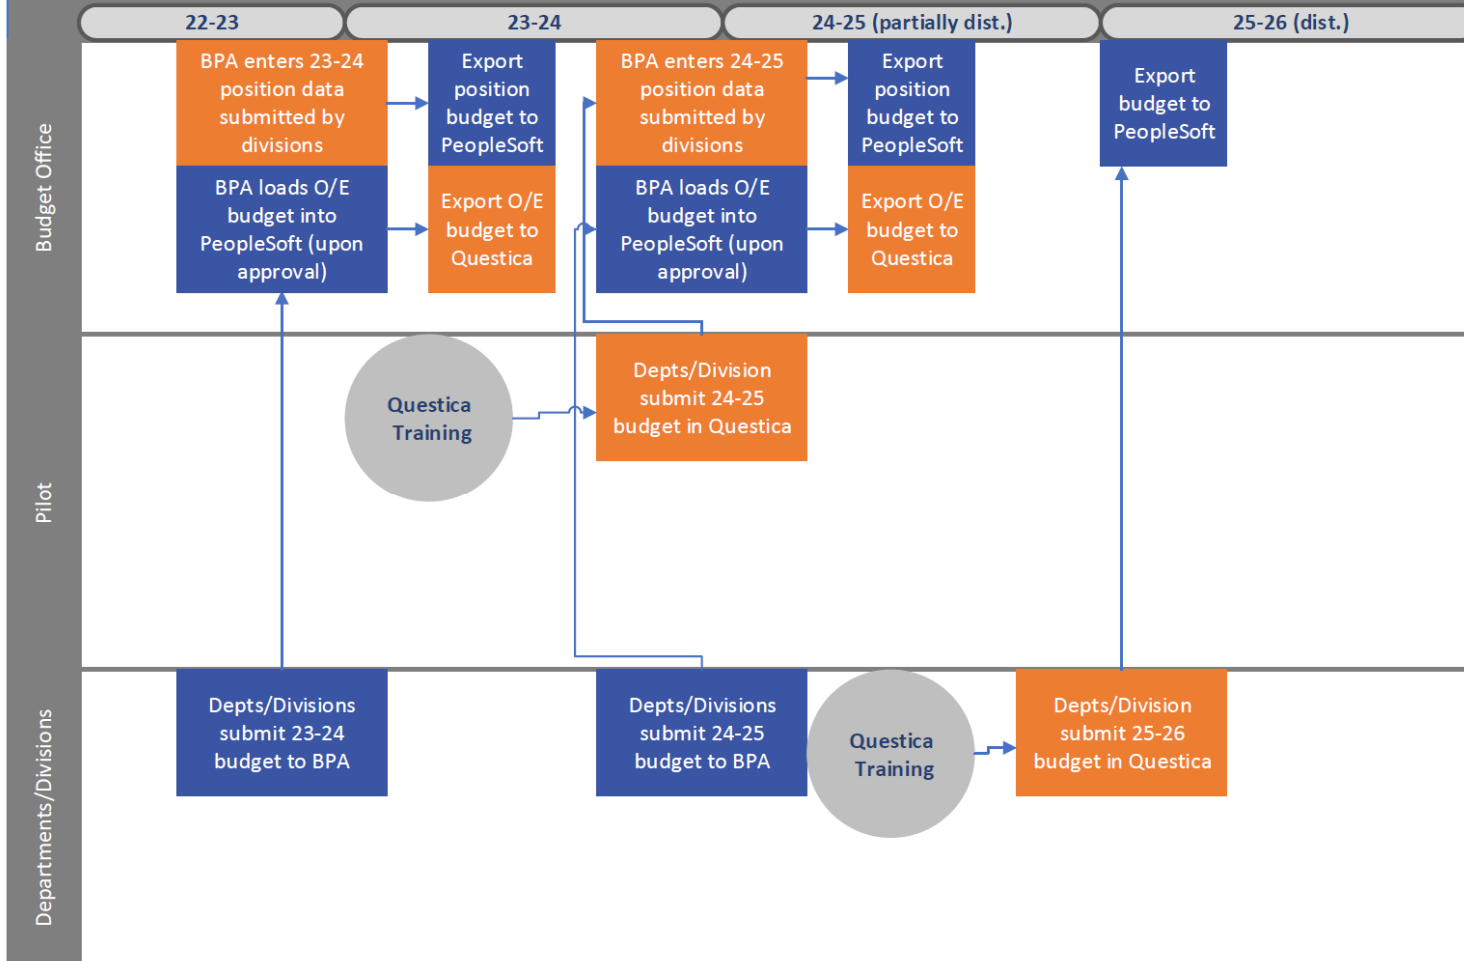 22-23
23-24
24-25 (partially dist.)
25-26 (dist.)
Budget Office
BPA enters 23-24
position data
submitted by
divisions
Export
position
budget to
PeopleSoft
BPA enters 24-25
position data
submitted by
divisions
Export
position
budget to
PeopleSoft
Export
budget to
PeopleSoft
BPA loads O/E
budget into
PeopleSoft (upon
approval)
Export O/E
budget to
Questica
BPA loads O/E
budget into
PeopleSoft (upon
approval)
Export O/E
budget to
Questica
Pilot
Questica
Training
Depts/Division
submit 24-25
budget in Questica
Departments/Divisions
Depts/Divisions
submit 23-24
budget to BPA
Depts/Divisions
submit 24-25
budget to BPA
Questica
Training
Depts/Division
submit 25-26
budget in Questica